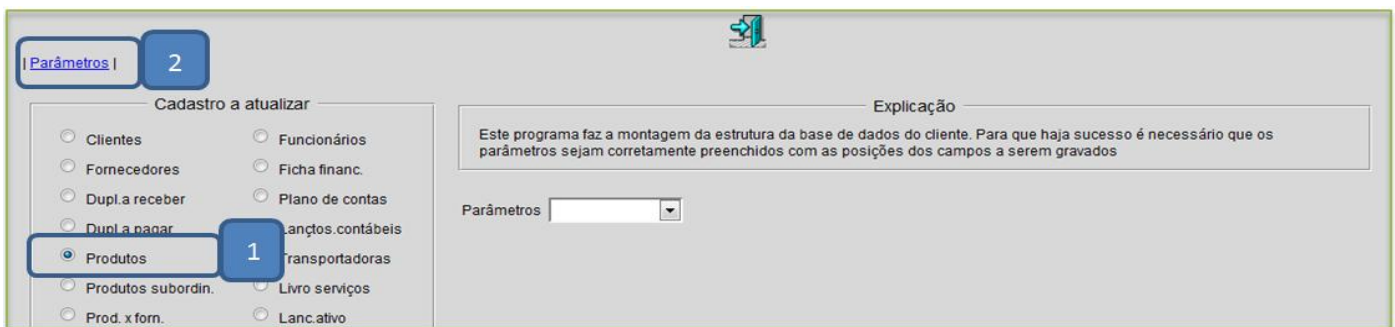 | Parâmetros |
2
Cadastro a atualizar
Clientes
Funcionários
Fornecedores
Ficha financ.
Dupl.a receber
Plano de contas
Dupl.a pagar
Lançtos.contábeis
Produtos
1
Transportadoras
Produtos subordin.
Livro serviços
Prod. x forn.
Lanc.ativo
Explicação
Este programa faz a montagem da estrutura da base de dados do cliente. Para que haja sucesso é necessário que os
parâmetros sejam corretamente preenchidos com as posições dos campos a serem gravados
Parâmetros